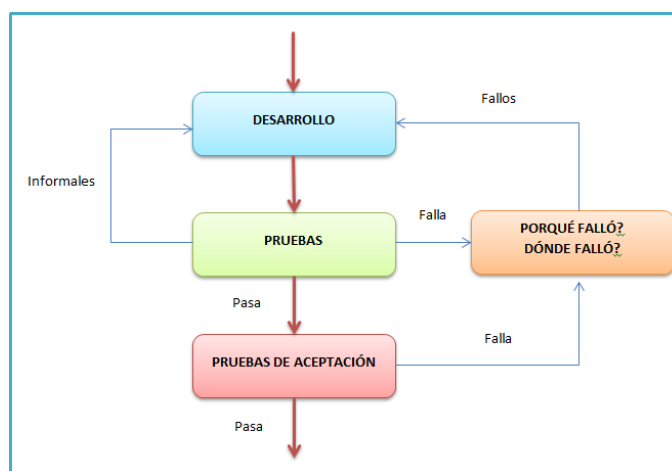 Fallos
DESARROLLO
Informales
Falla
PORQUÉ FALLÓ?
DÓNDE FALLÓ?
PRUEBAS
Pasa
PRUEBAS DE ACEPTACIÓN
Falla
Pasa